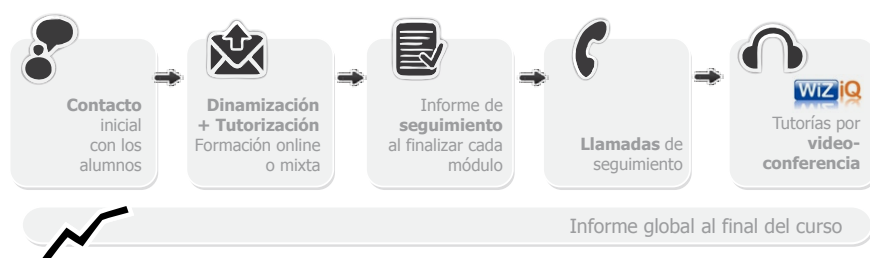 Contacto
inicial
con los
alumnos
Dinamización
+ Tutorización
Formación online
o mixta
Informe de
seguimiento
al finalizar cada
módulo
Llamadas de
seguimiento
WiZiQ
Tutorías por
video-
conferencia
Informe global al final del curso